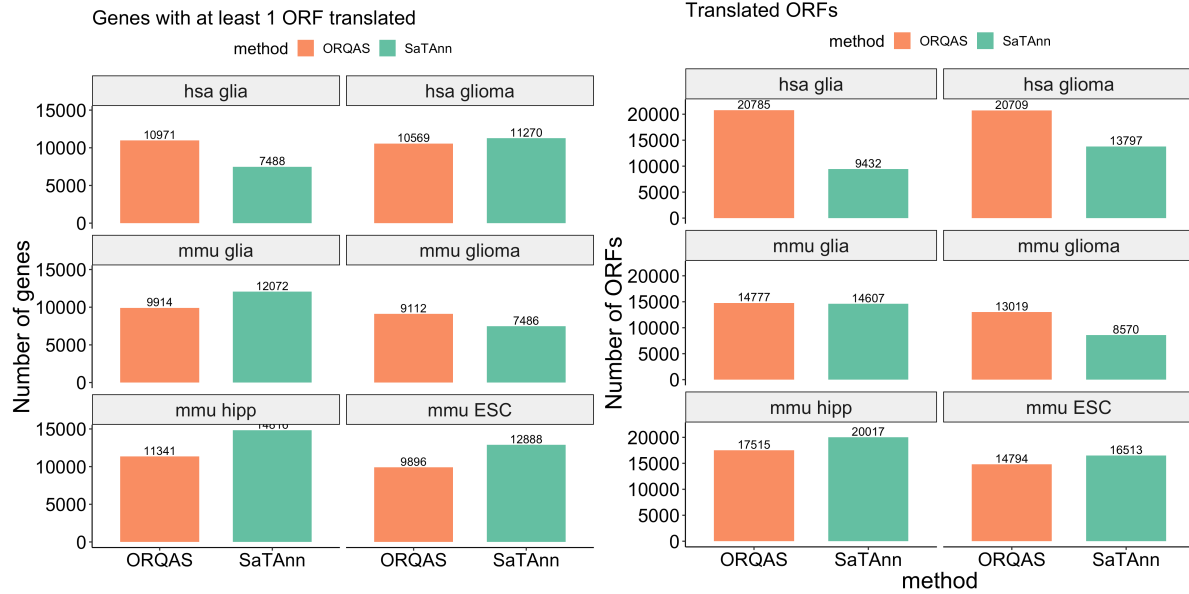 Genes with at least 1 ORF translated
method ORQAS SaTAnn
hsa glia hsa glioma
15000
10000
5000
0
10971 7488 10569 11270
mmu glia mmu glioma
15000
10000
5000
0
9914 12072 9112 7486
mmu hipp mmu ESC
15000
10000
5000
0
11341 9896 12888
Number of genes
ORQAS SaTAnn ORQAS SaTAnn
Translated ORFs
method ORQAS SaTAnn
hsa glia hsa glioma
20000
15000
10000
5000
0
20785 9432 20709 13797
mmu glia mmu glioma
20000
15000
10000
5000
0
14777 14607 13019 8570
mmu hipp mmu ESC
20000
15000
10000
5000
0
17515 20017 14794 16513
Number of ORFs
ORQAS SaTAnn ORQAS SaTAnn
method